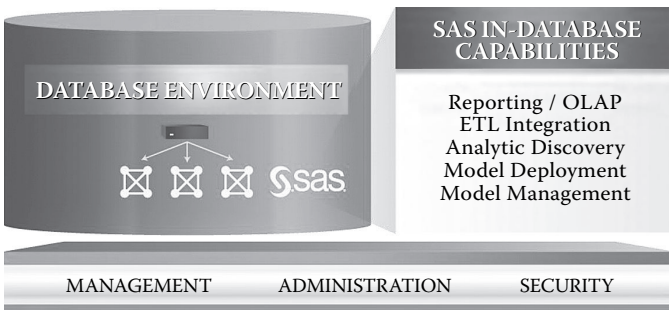 DATABASE ENVIRONMENT
sas
SAS IN-DATABASE
CAPABILITIES
Reporting / OLAP
ETL Integration
Analytic Discovery
Model Deployment
Model Management
MANAGEMENT ADMINISTRATION SECURITY